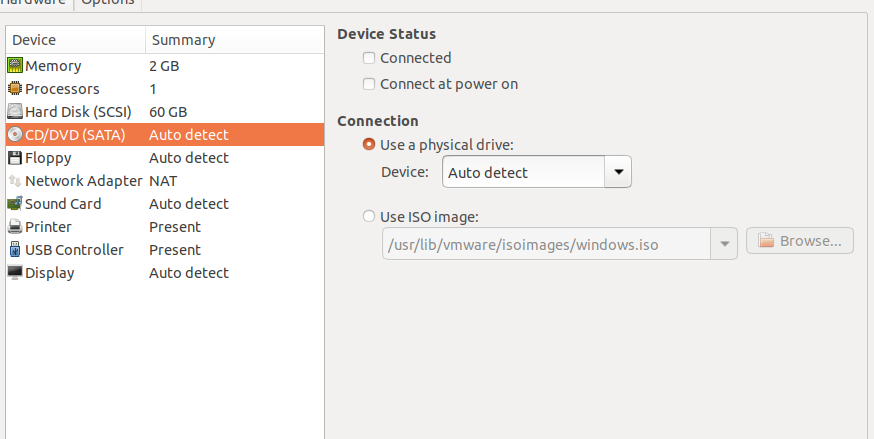 Hardware Options
Device Summary
Memory 2 GB
Processors 1
Hard Disk (SCSI) 60 GB
CD/DVD (SATA) Auto detect
Floppy Auto detect
Network Adapter NAT
Sound Card Auto detect
Printer Present
USB Controller Present
Display Auto detect
Device Status
Connected
Connect at power on
Connection
Use a physical drive:
Device: Auto detect
Use ISO image:
/usr/lib/vmware/isoimages/windows.iso Browse...